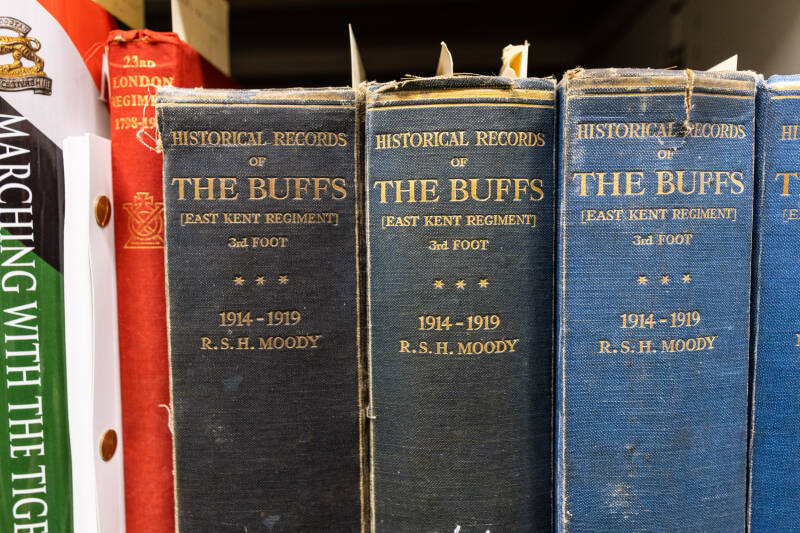 MARCHING WITH THE TIGE
23RD
LONDON
REGIMENT
1798-19
HISTORICAL RECORDS
OF
THE BUFFS
[EAST KENT REGIMENT]
3rd FOOT
***
1914-1919
R.S.H. MOODY
HISTORICAL RECORDS
OF
THE BUFFS
[EAST KENT REGIMENT]
3rd FOOT
***
1914-1919
R.S.H. MOODY
HISTORICAL RECORDS
OF
THE BUFFS
[EAST KENT REGIMENT]
3rd FOOT
***
1914-1919
R.S.H. MOODY